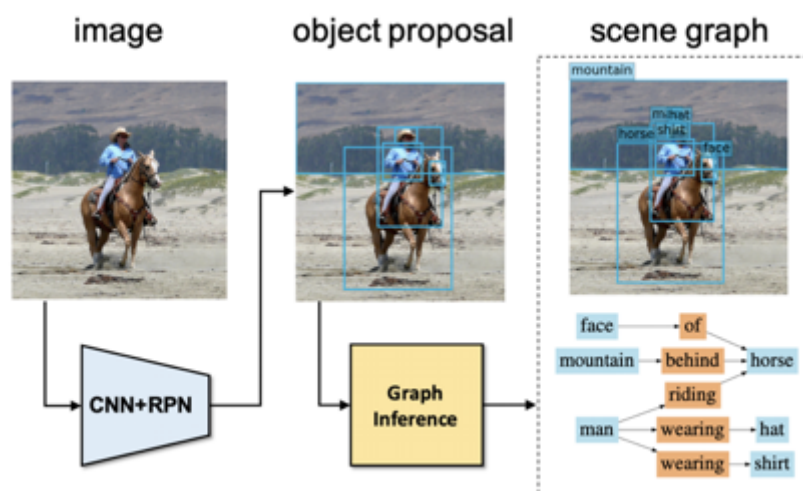 image
object proposal
scene graph
mountain
hat
shirt
horse
face
CNN+RPN
Graph
Inference
face of
mountain behind horse
riding
man wearing hat
wearing shirt